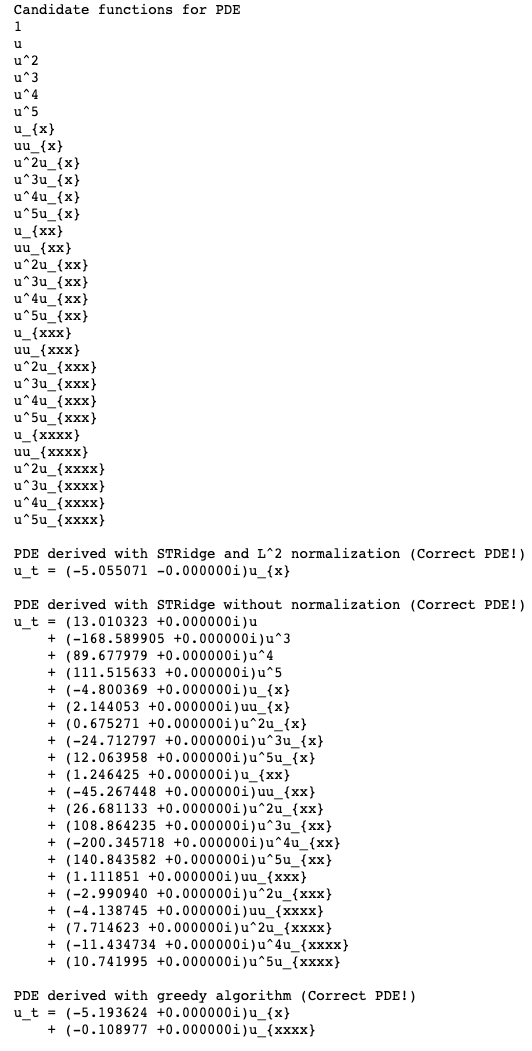 Candidate functions for PDE
1
u
u^2
u^3
u^4
u^5
u_{x}
uu_{x}
u^2u_{x}
u^3u_{x}
u^4u_{x}
u^5u_{x}
u_{xx}
uu_{xx}
u^2u_{xx}
u^3u_{xx}
u^4u_{xx}
u^5u_{xx}
u_{xxx}
uu_{xxx}
u^2u_{xxx}
u^3u_{xxx}
u^4u_{xxx}
u^5u_{xxx}
u_{xxxx}
uu_{xxxx}
u^2u_{xxxx}
u^3u_{xxxx}
u^4u_{xxxx}
u^5u_{xxxx}

PDE derived with STRidge and L^2 normalization (Correct PDE!)
u_t = (-5.055071 -0.000000i)u_{x}

PDE derived with STRidge without normalization (Correct PDE!)
u_t = (13.010323 +0.000000i)u
    + (-168.589905 +0.000000i)u^3
    + (89.677979 +0.000000i)u^4
    + (111.515633 +0.000000i)u^5
    + (-4.800369 +0.000000i)u_{x}
    + (2.144053 +0.000000i)uu_{x}
    + (0.675271 +0.000000i)u^2u_{x}
    + (-24.712797 +0.000000i)u^3u_{x}
    + (12.063958 +0.000000i)u^5u_{x}
    + (1.246425 +0.000000i)u_{xx}
    + (-45.267448 +0.000000i)uu_{xx}
    + (26.681133 +0.000000i)u^2u_{xx}
    + (108.864235 +0.000000i)u^3u_{xx}
    + (-200.345718 +0.000000i)u^4u_{xx}
    + (140.843582 +0.000000i)u^5u_{xx}
    + (1.111851 +0.000000i)uu_{xxx}
    + (-2.990940 +0.000000i)u^2u_{xxx}
    + (-4.138745 +0.000000i)uu_{xxxx}
    + (7.714623 +0.000000i)u^2u_{xxxx}
    + (-11.434734 +0.000000i)u^4u_{xxxx}
    + (10.741995 +0.000000i)u^5u_{xxxx}

PDE derived with greedy algorithm (Correct PDE!)
u_t = (-5.193624 +0.000000i)u_{x}
    + (-0.108977 +0.000000i)u_{xxxx}